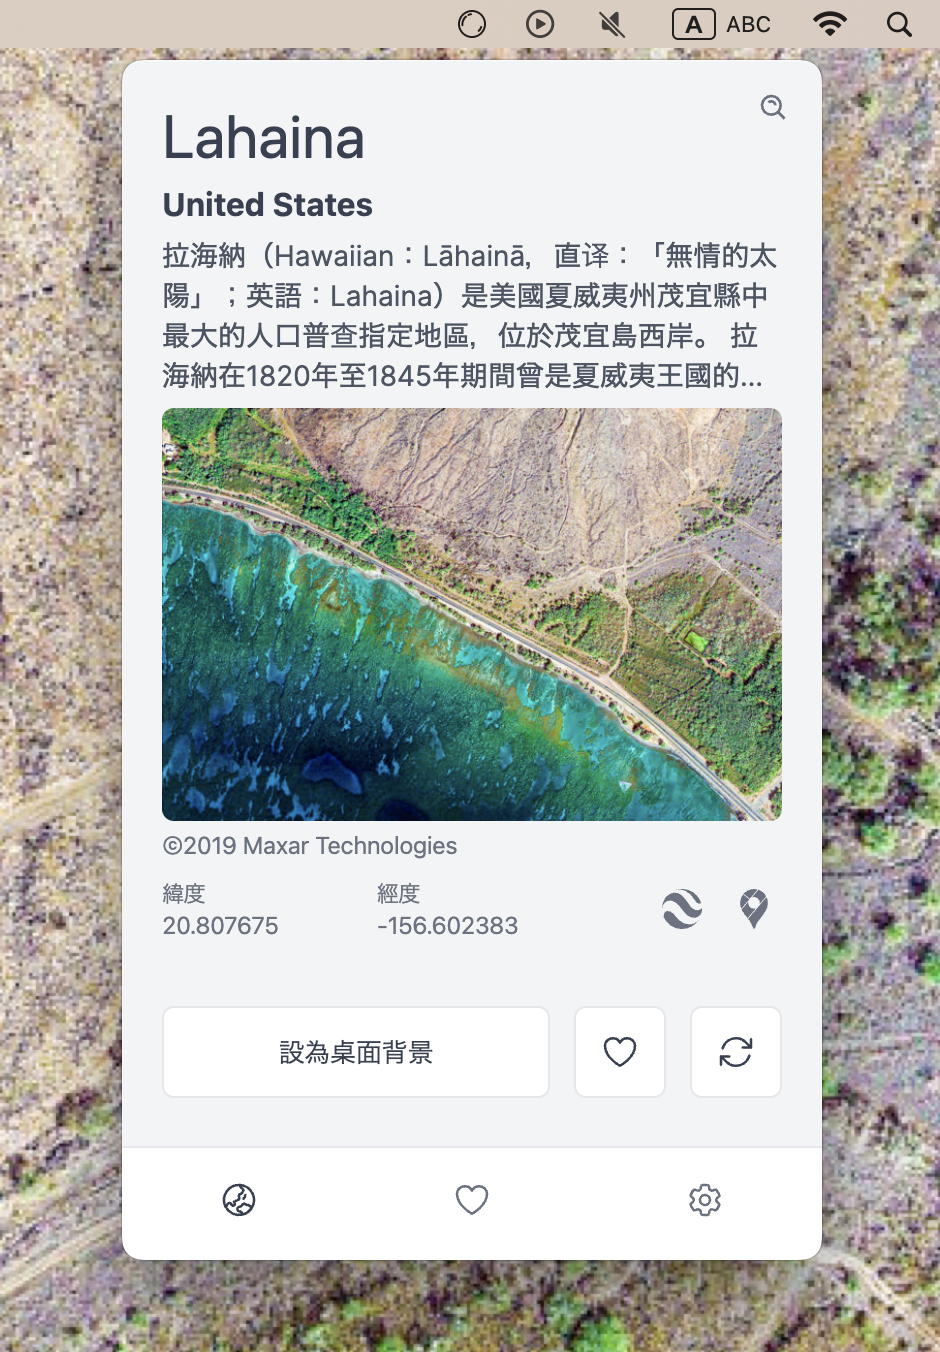 A ABC
Lahaina
United States
拉海納（Hawaiian：Lāhainā，直译：「無情的太
陽」；英語：Lahaina）是美國夏威夷州茂宜縣中
最大的人口普查指定地區，位於茂宜島西岸。 拉
海納在1820年至1845年期間曾是夏威夷王國的...
©2019 Maxar Technologies
緯度 經度
20.807675 -156.602383
設為桌面背景